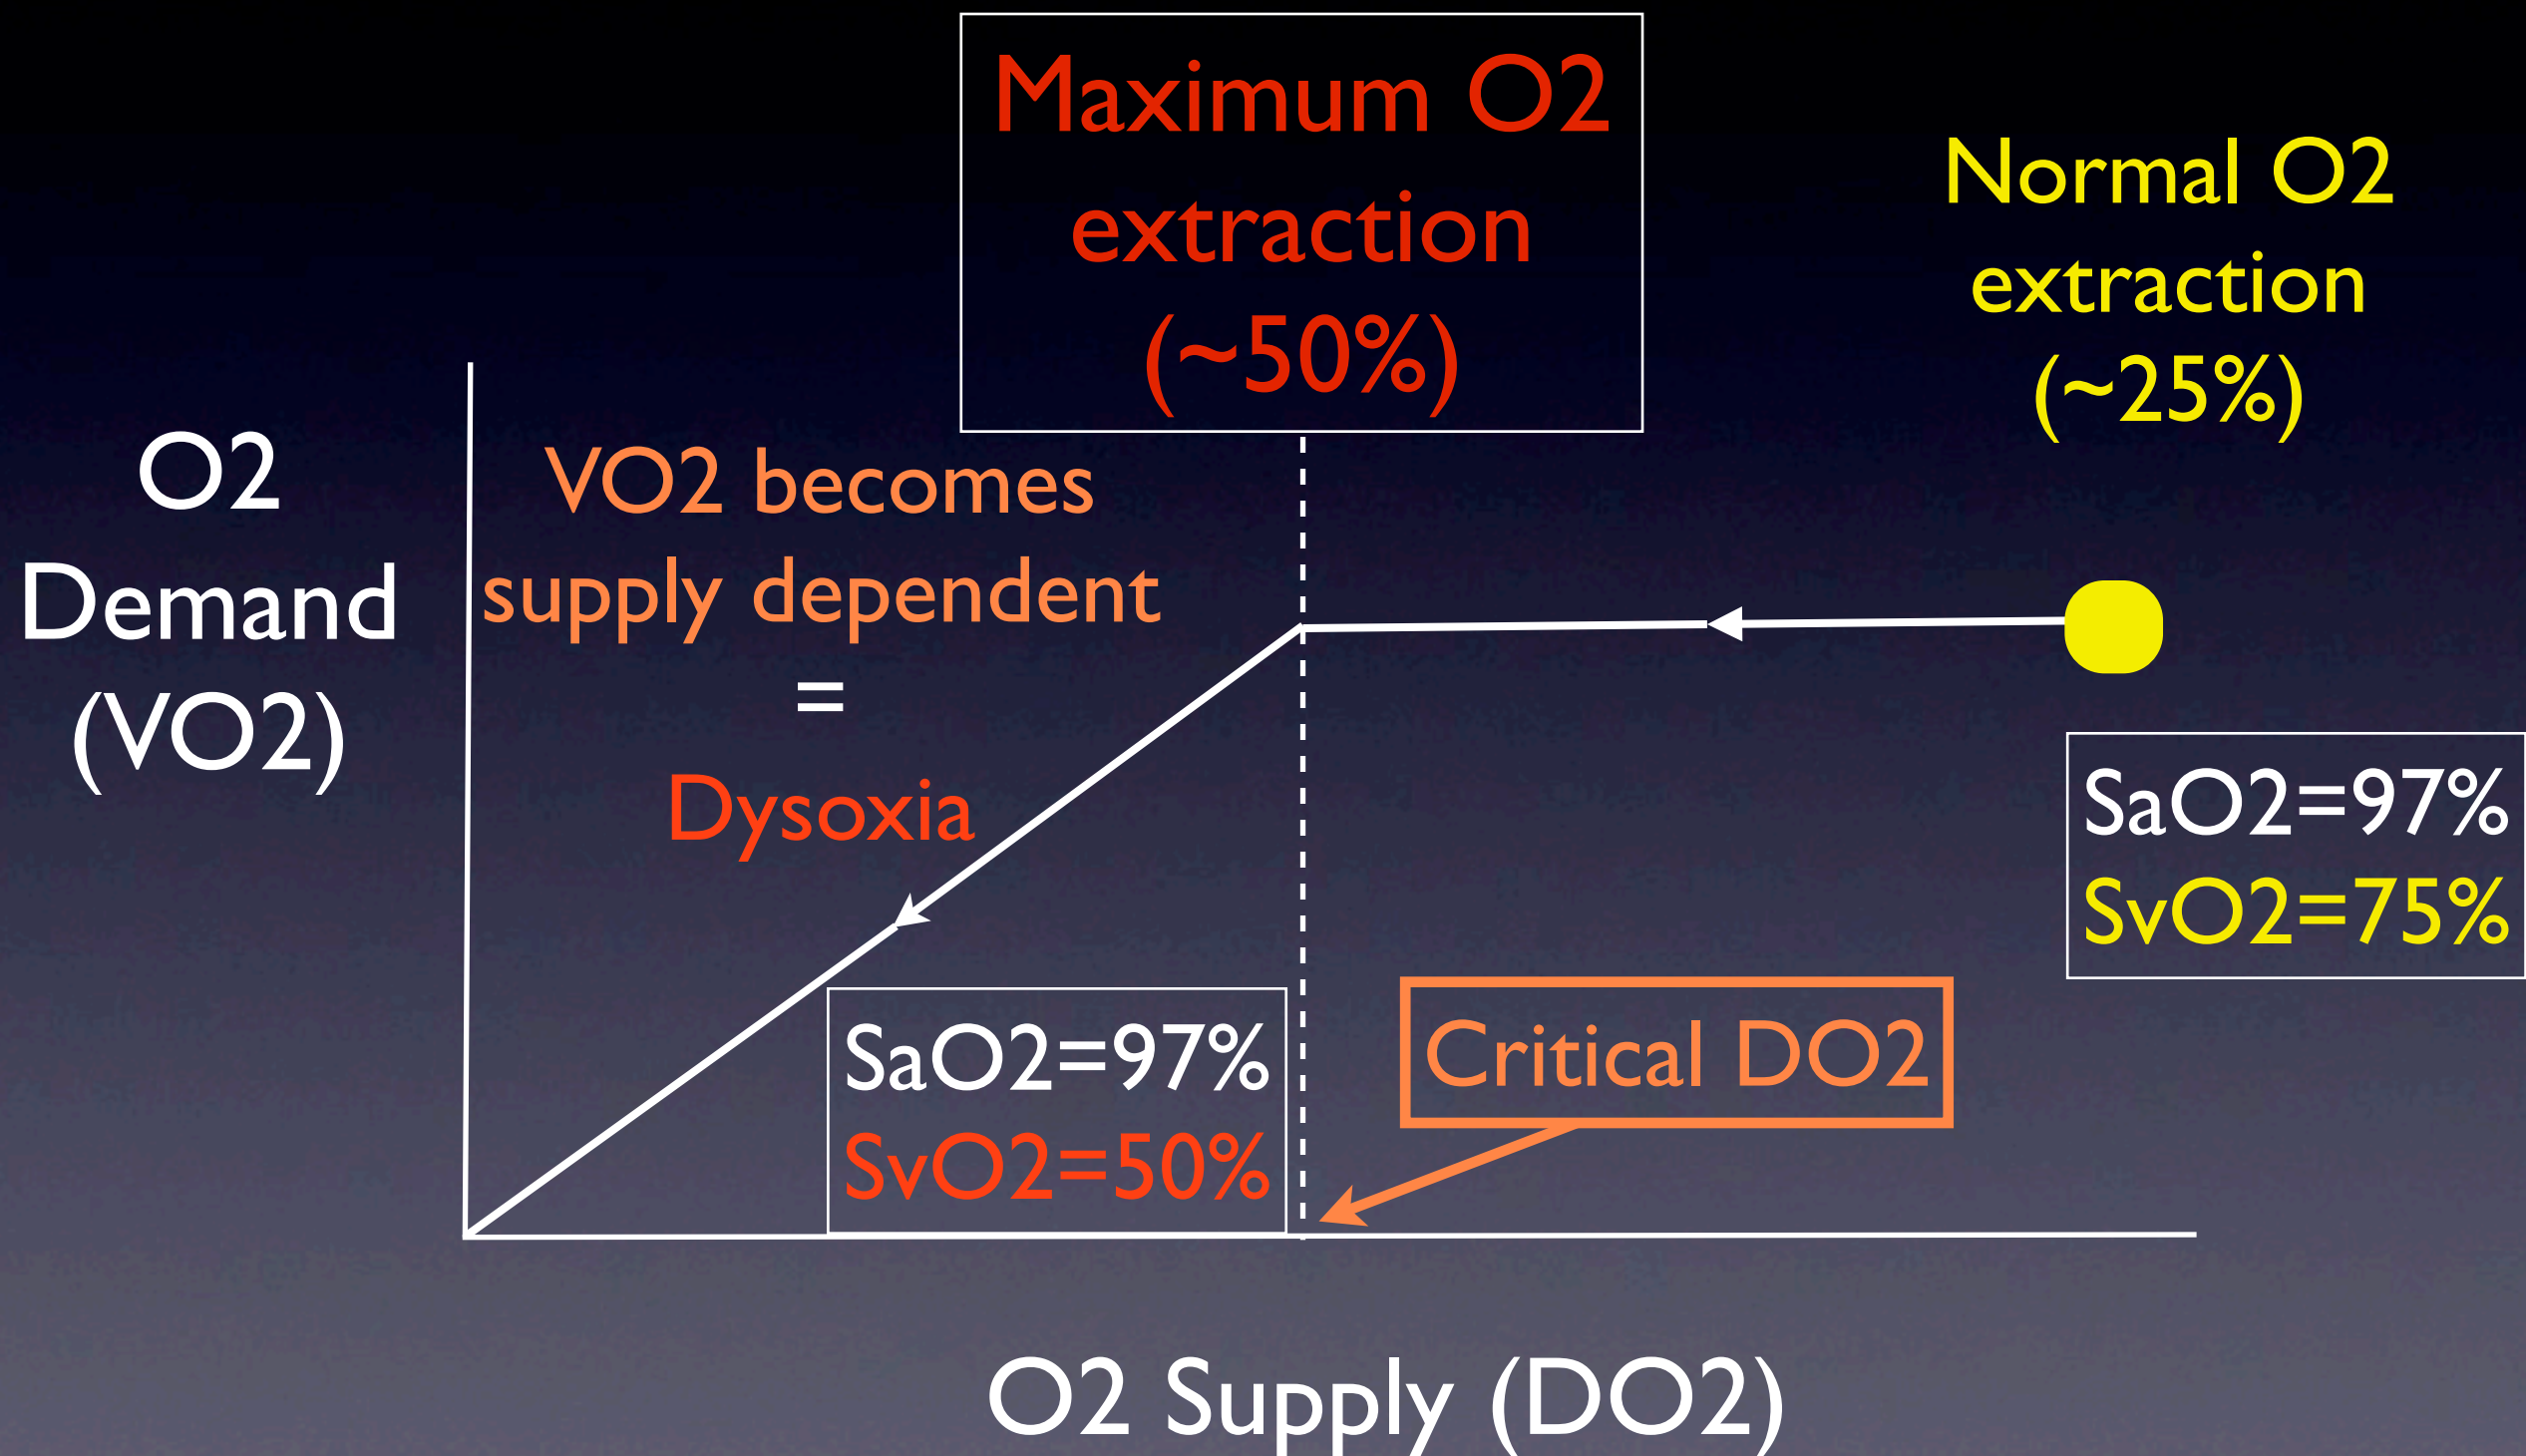 Maximum O2
extraction
(~50%)
Normal O2
extraction
(~25%)
O2
Demand
(VO2)
VO2 becomes
supply dependent
=
Dysoxia
SaO2=97%
SvO2=75%
SaO2=97%
SvO2=50%
Critical DO2
O2 Supply (DO2)